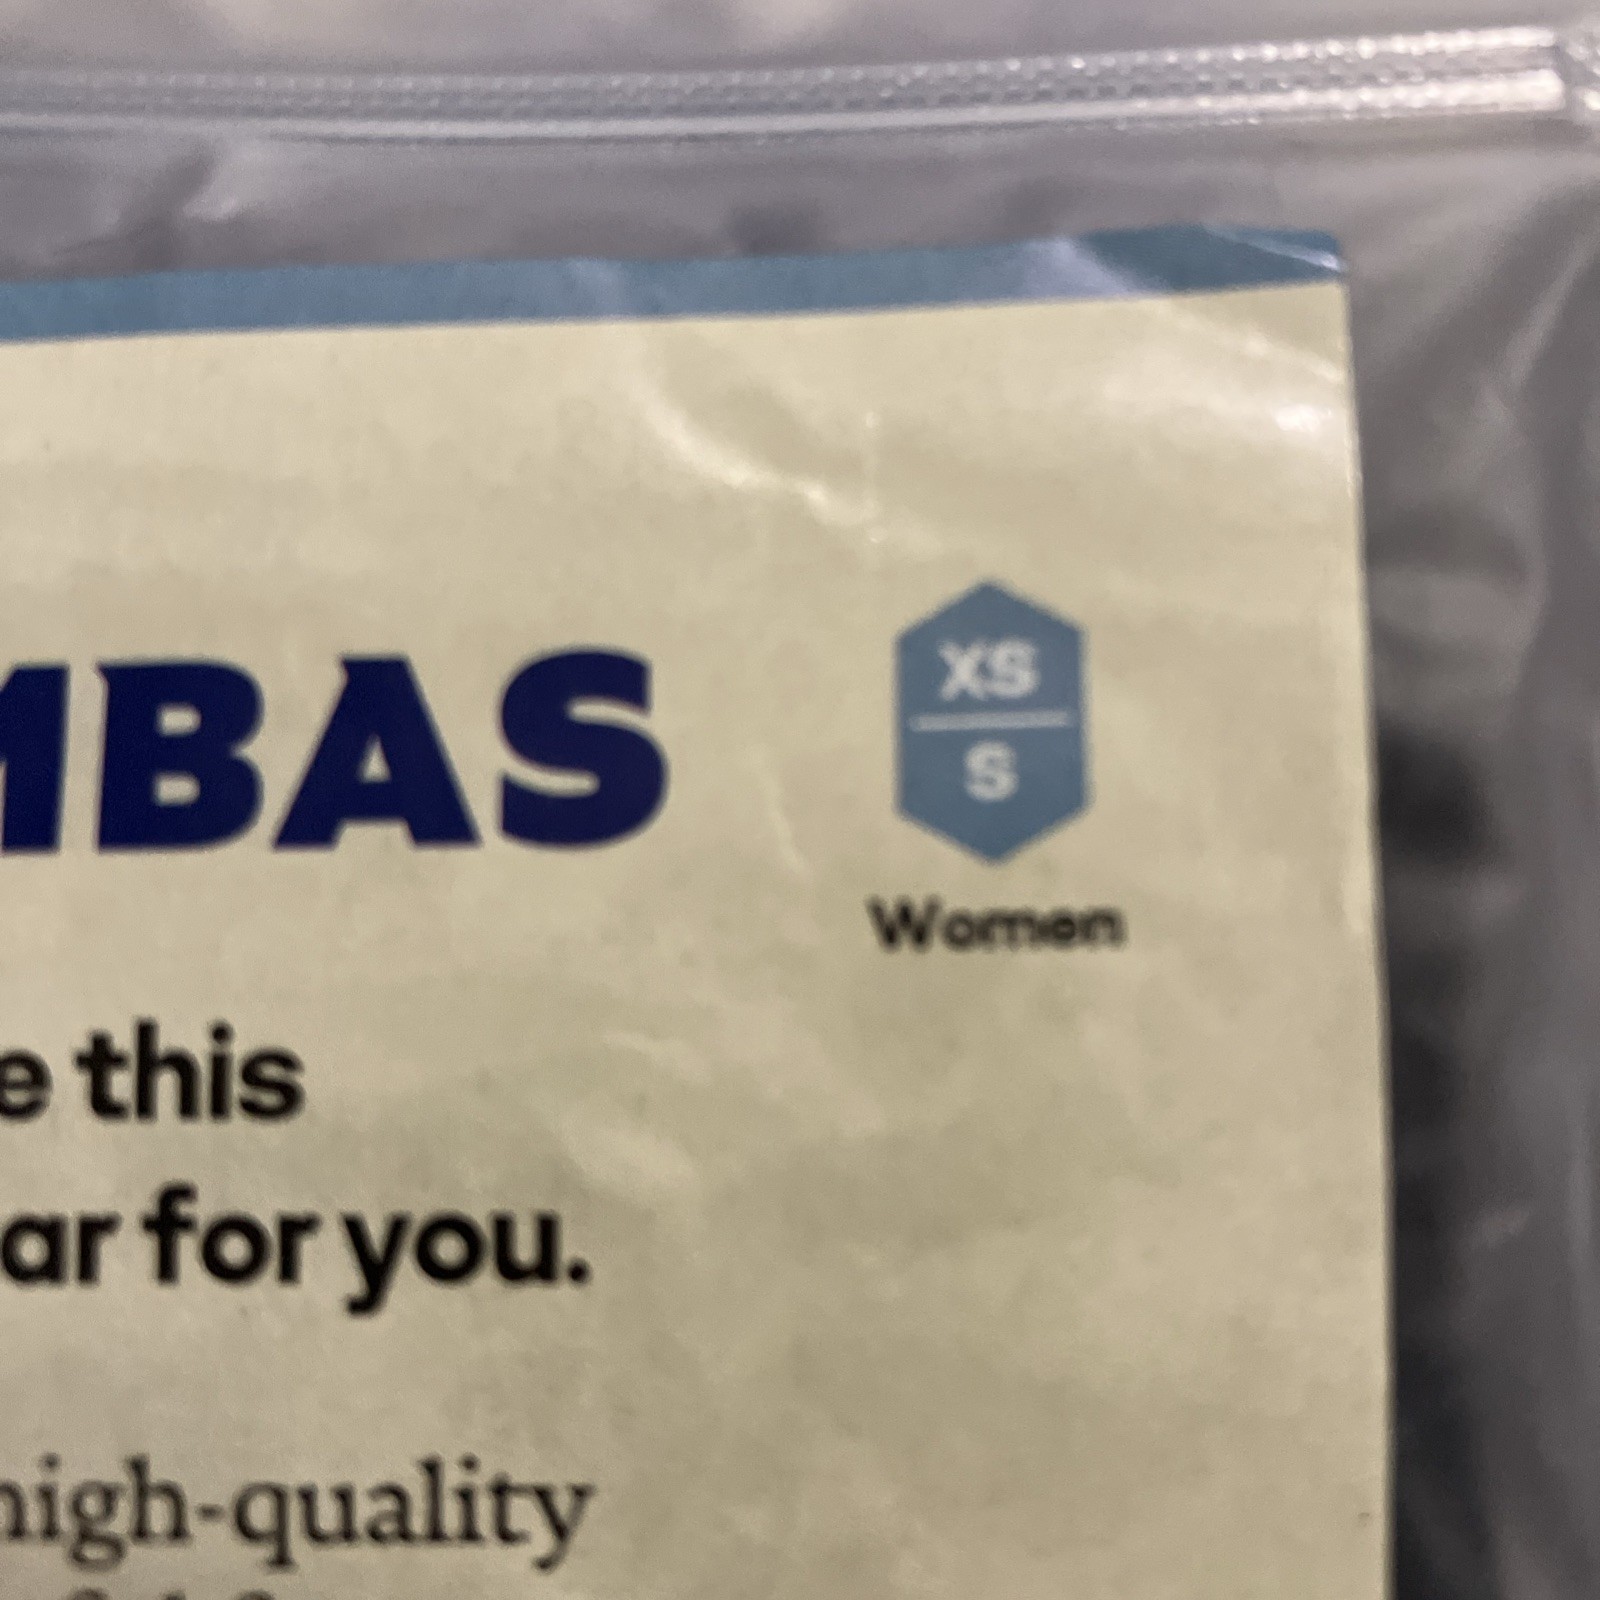 MBAS
XS
S
Women
e this
ar for you.
high-quality